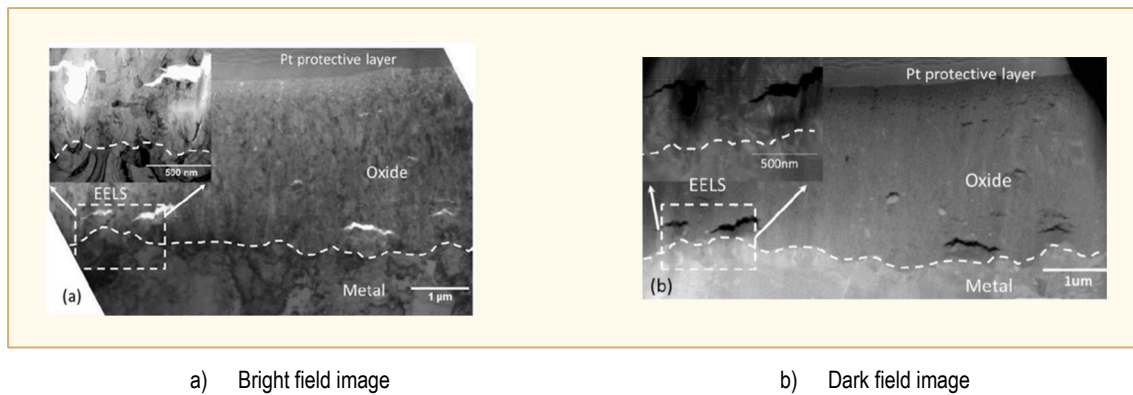 Pt protective layer
500 nm
EELS
Oxide
(a)
Metal
1 µm
Pt protective layer
500nm
EELS
Oxide
(b)
Metal
1um
a) Bright field image
b) Dark field image